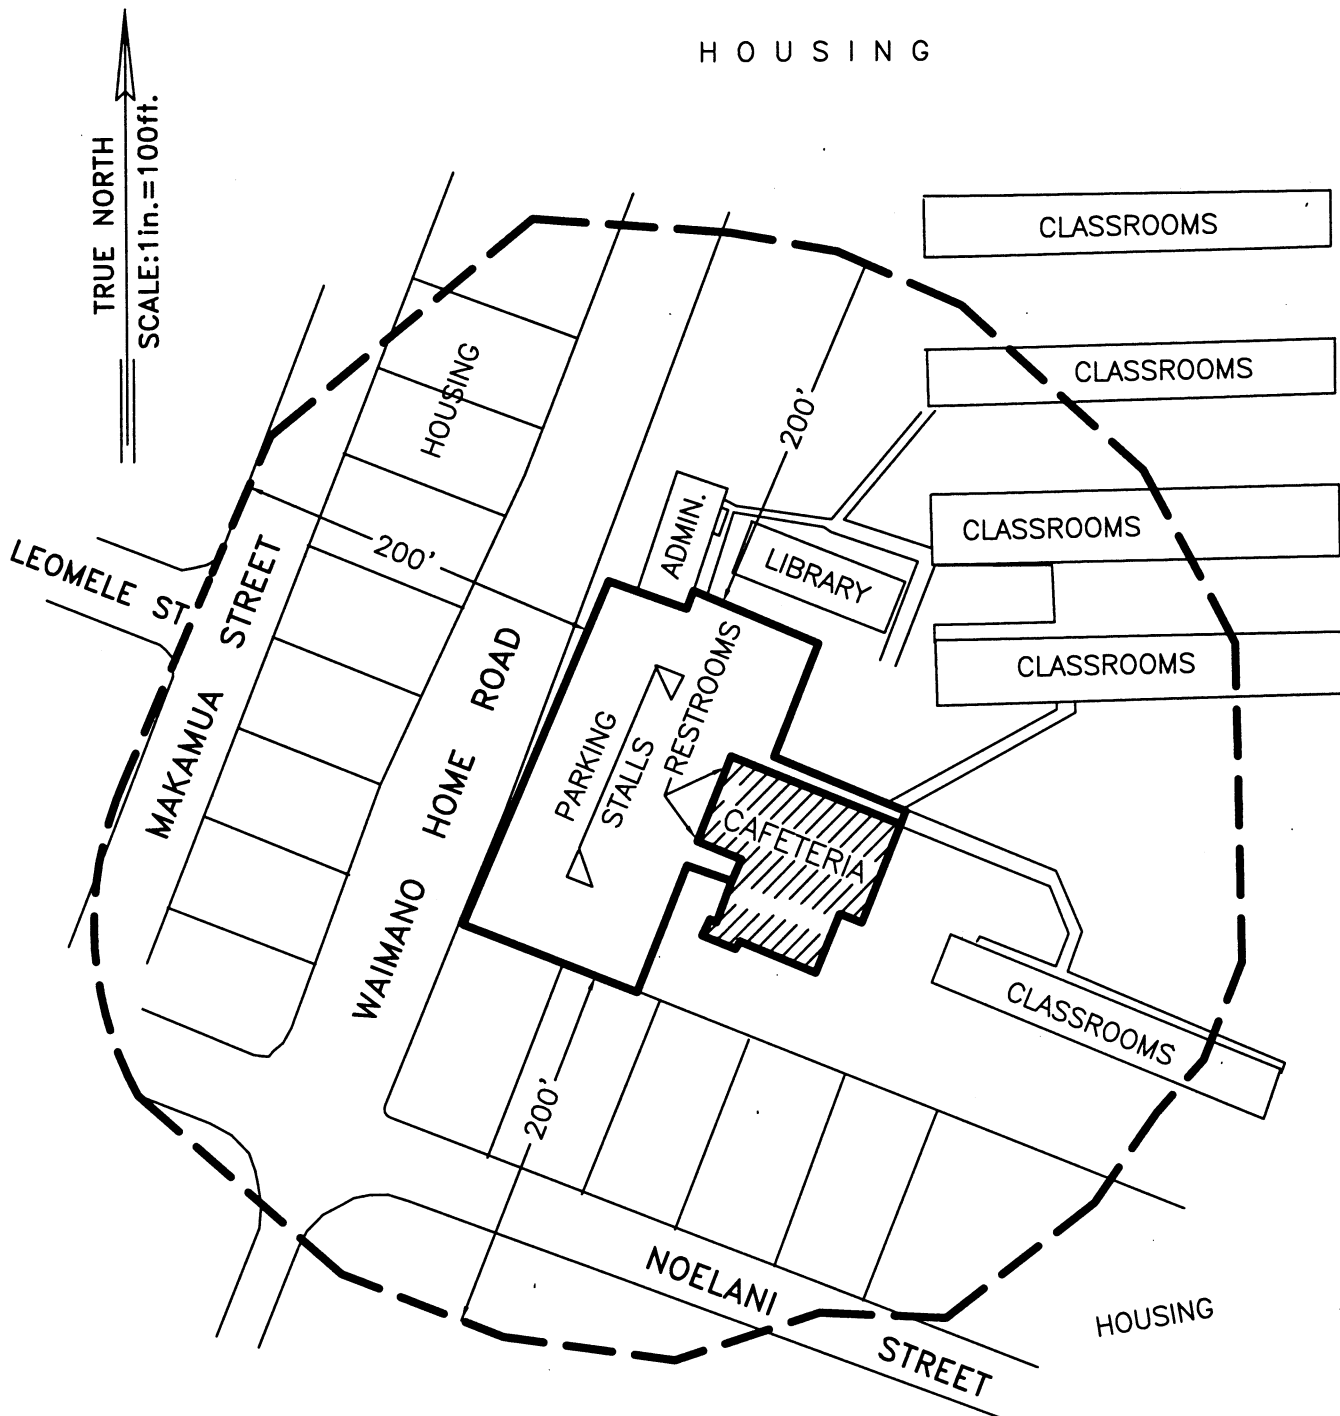 HOUSING
TRUE NORTH
SCALE:1in.=100ft.
CLASSROOMS
CLASSROOMS
HOUSING
200'
ADMIN.
CLASSROOMS
LIBRARY
200'
LEOMELE ST
MAKAMUA STREET
WAIMANO HOME ROAD
RESTROOMS
PARKING
STALLS
CLASSROOMS
CAFETERIA
CLASSROOMS
200'
NOELANI STREET
HOUSING